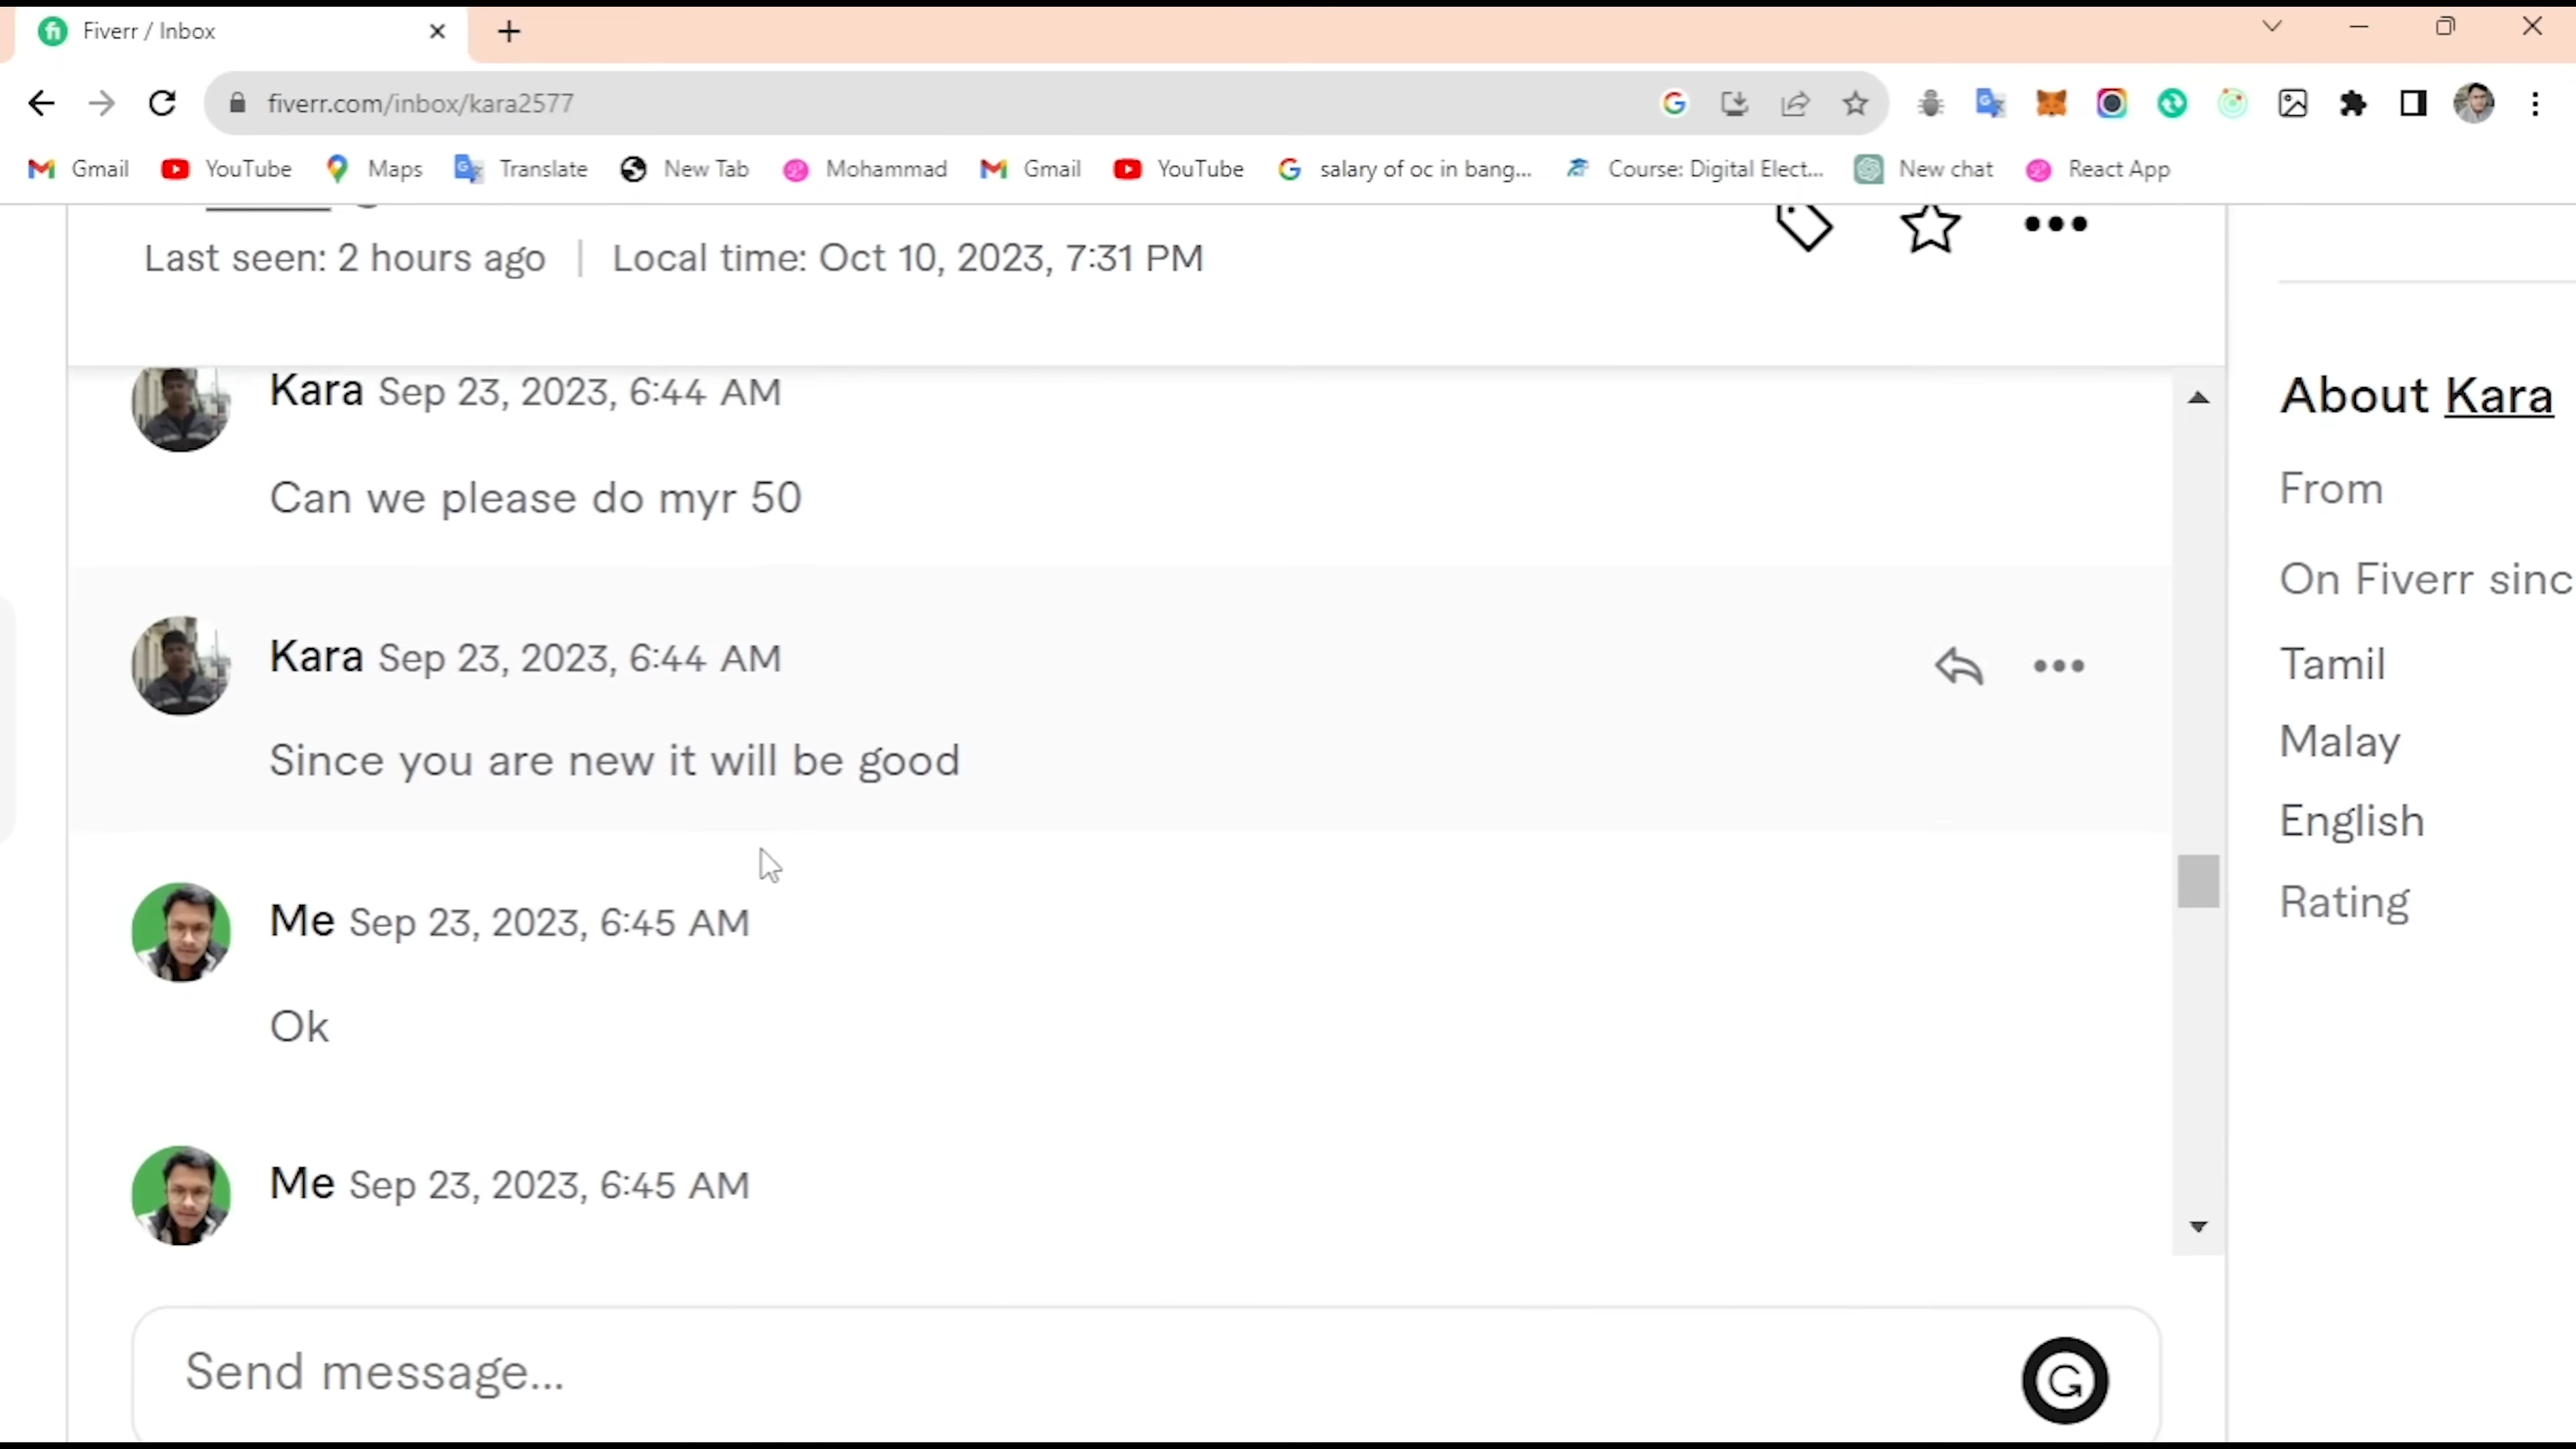 Fiverr / Inbox
fiverr.com/inbox/kara2577
Gmail YouTube Maps Translate New Tab Mohammad Gmail YouTube salary of oc in bang... Course: Digital Elect... New chat React App
Last seen: 2 hours ago | Local time: Oct 10, 2023, 7:31 PM
Kara Sep 23, 2023, 6:44 AM
Can we please do myr 50
Kara Sep 23, 2023, 6:44 AM
Since you are new it will be good
Me Sep 23, 2023, 6:45 AM
Ok
Me Sep 23, 2023, 6:45 AM
Send message...
About Kara
From
On Fiverr sinc
Tamil
Malay
English
Rating